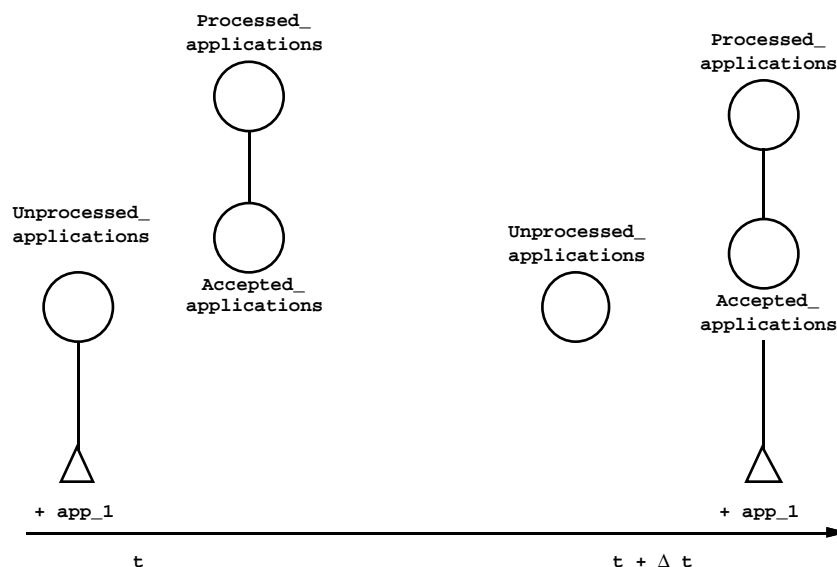 Processed_
applications
Unprocessed_
applications
Accepted_
applications
+ app_1
t
Processed_
applications
Unprocessed_
applications
Accepted_
applications
+ app_1
t + Δ t